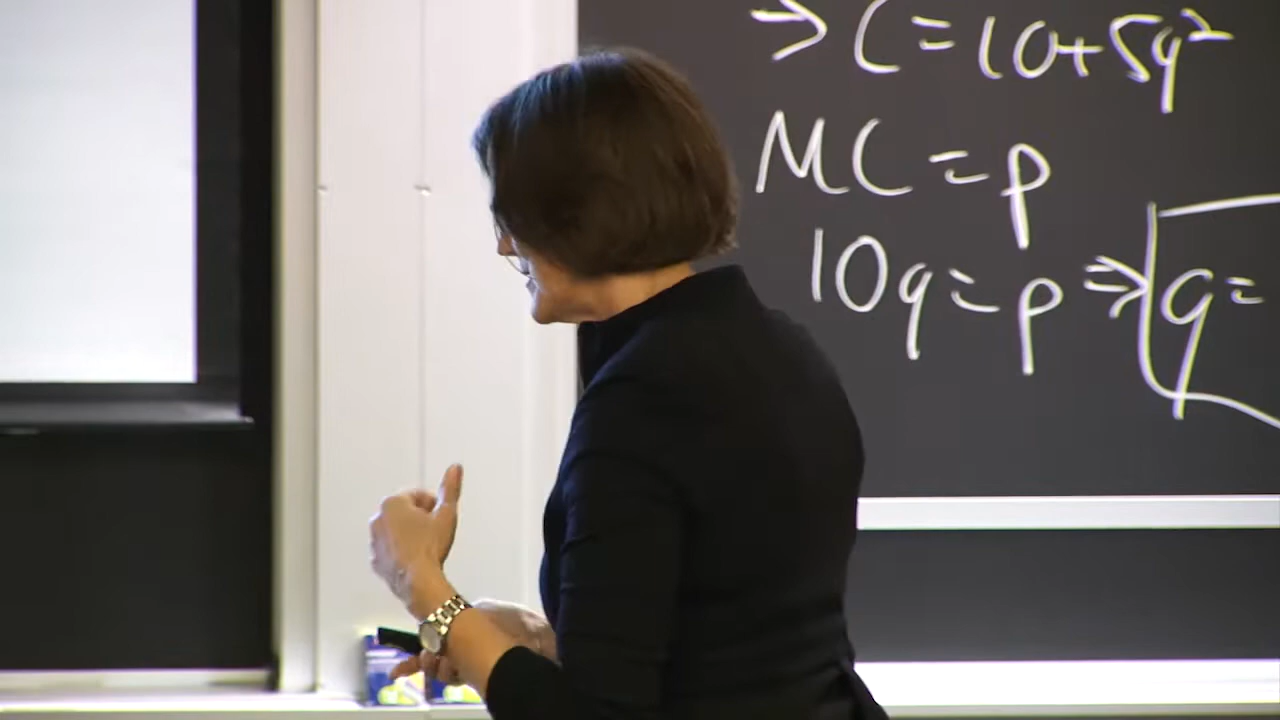 → C = 10 + 5q²
MC = p
10q = p ⇒ q =